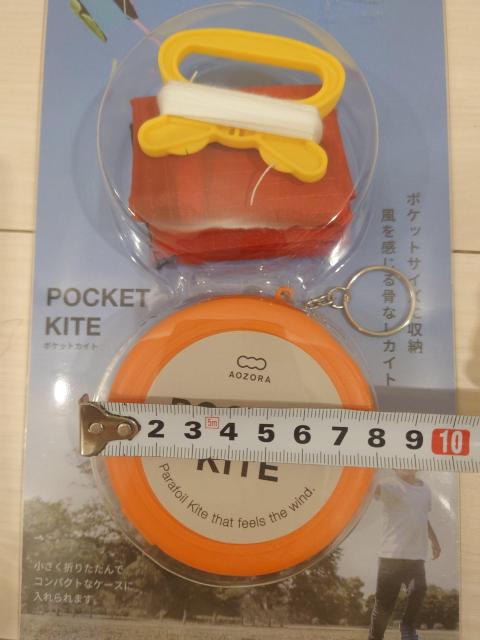 ポケットサイズに収納
風を感じる骨なしカイト
POCKET
KITE
ポケットカイト
AOZORA
KITE
Parafoil Kite that feels the wind.
2 3 5m 4 5 6 7 8 9 10
小さく折りたたんで
コンパクトなケースに
入れられます。